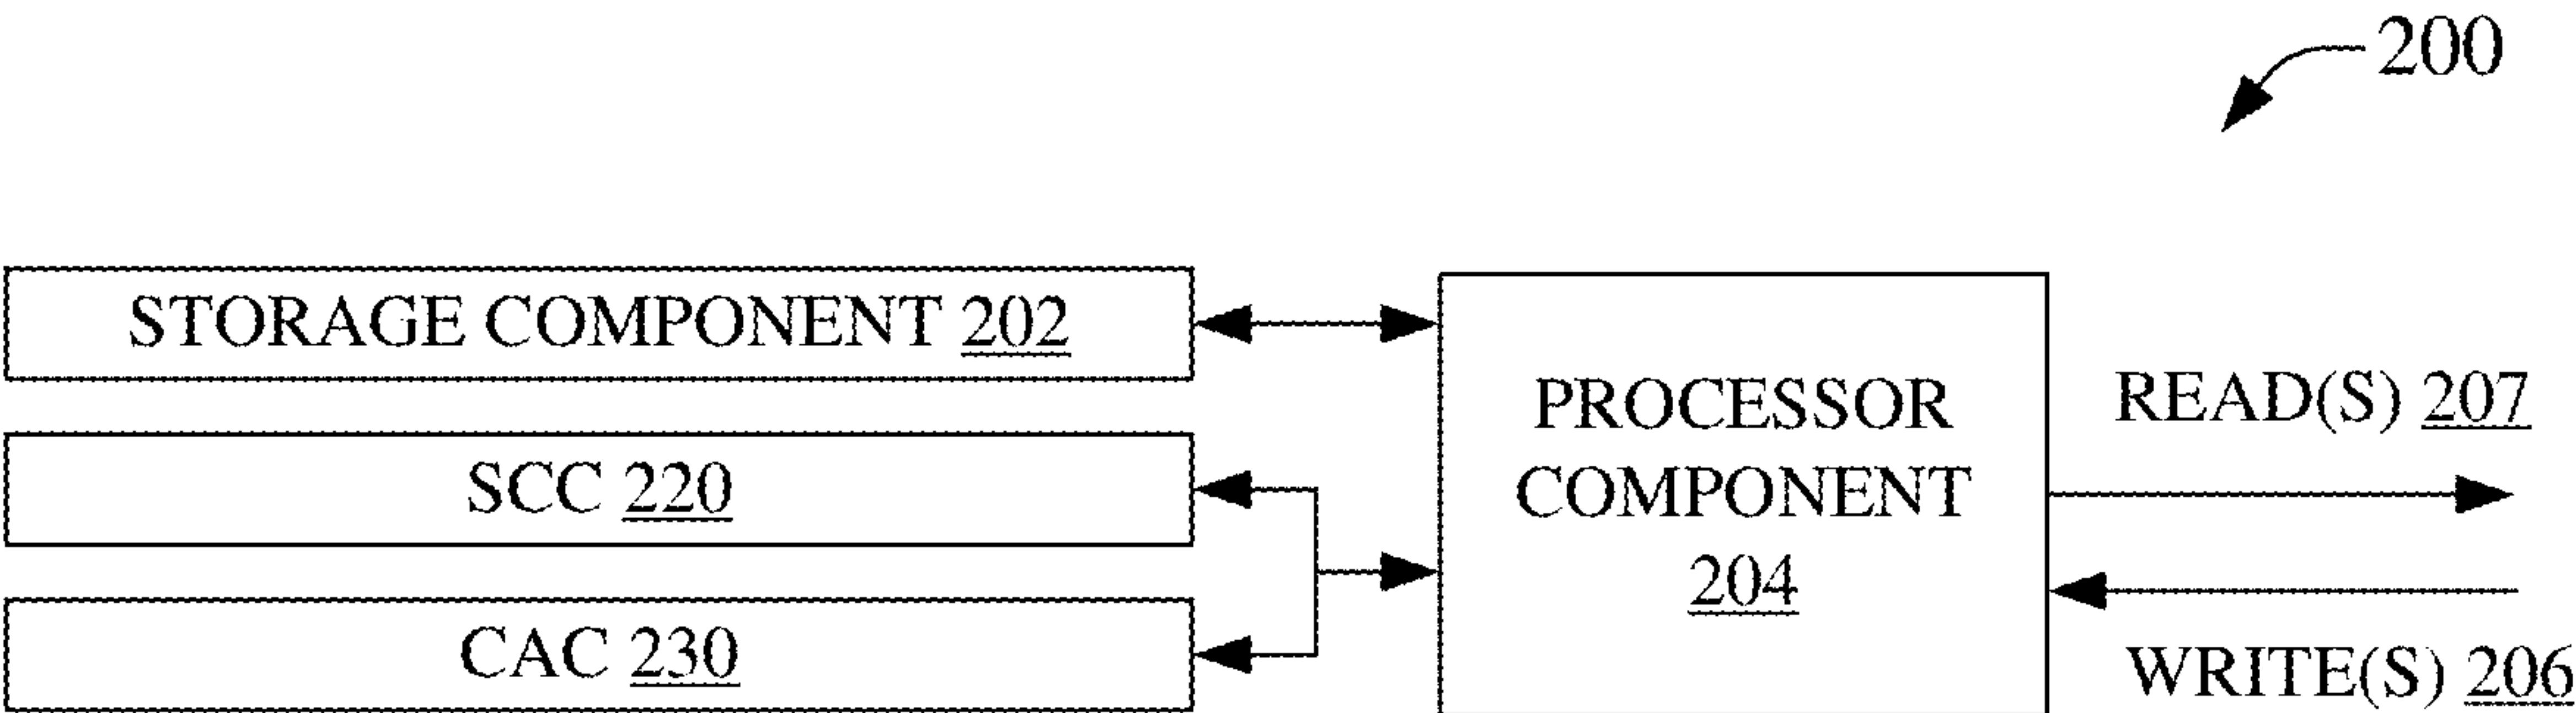 200
STORAGE COMPONENT 202
SCC 220
CAC 230
PROCESSOR
COMPONENT
204
READ(S) 207
WRITE(S) 206